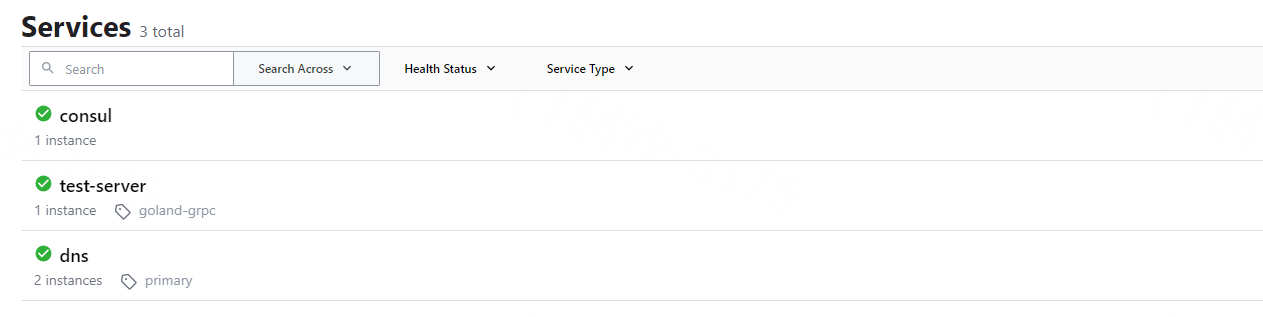 Services 3 total
Search Search Across Health Status Service Type
consul
1 instance
test-server
1 instance goland-grpc
dns
2 instances primary